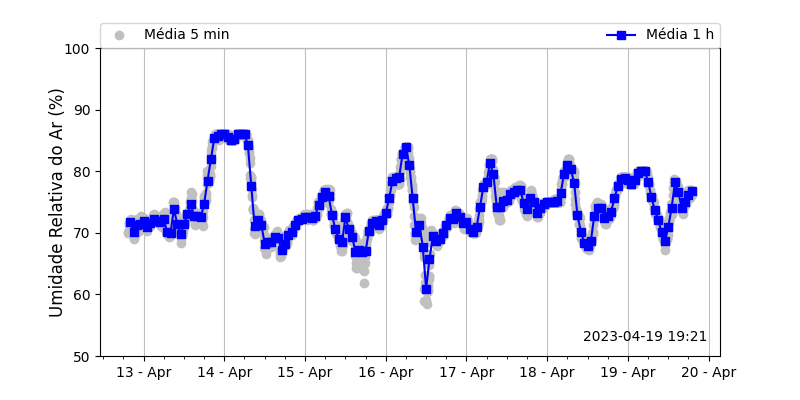 Média 5 min
Média 1 h
Umidade Relativa do Ar (%)
100
90
80
70
60
50
2023-04-19 19:21
13 - Apr
14 - Apr
15 - Apr
16 - Apr
17 - Apr
18 - Apr
19 - Apr
20 - Apr